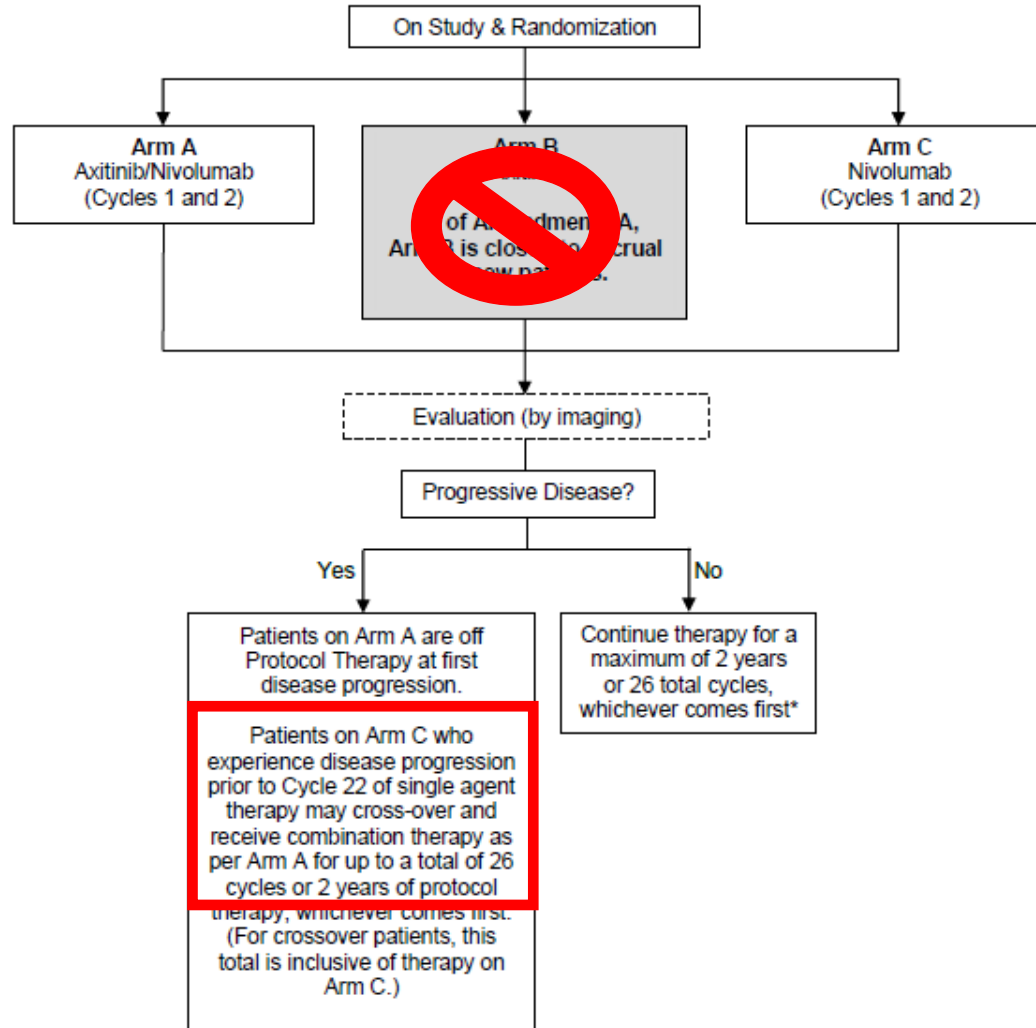 On Study & Randomization
Arm A
Axitinib/Nivolumab
(Cycles 1 and 2)
Arm B
of
A,
is
Arm C
Nivolumab
(Cycles 1 and 2)
Evaluation (by imaging)
Progressive Disease?
Yes
No
Patients on Arm A are off
Protocol Therapy at first
disease progression.
Patients on Arm C who
experience disease progression
prior to Cycle 22 of single agent
therapy may cross-over and
receive combination therapy as
per Arm A for up to a total of 26
cycles or 2 years of protocol
therapy, whichever comes first.
(For crossover patients, this
total is inclusive of therapy on
Arm C.)
Continue therapy for a
maximum of 2 years
or 26 total cycles,
whichever comes first*